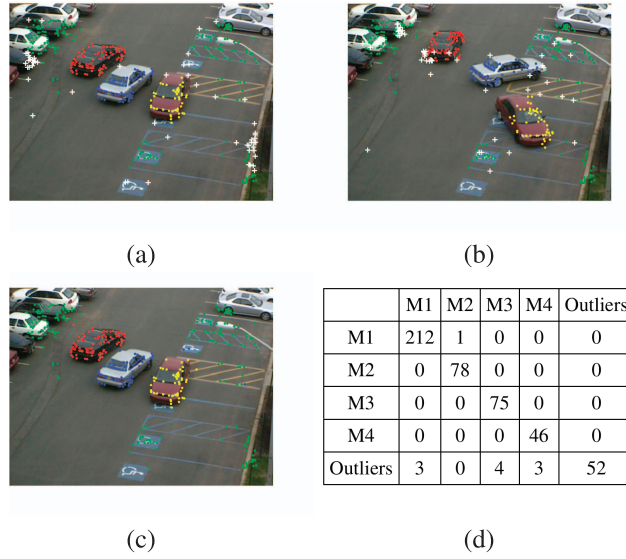 (a)
(b)
M1 M2 M3 M4 Outliers
M1 212 1 0 0 0
M2 0 78 0 0 0
M3 0 0 75 0 0
M4 0 0 0 46 0
Outliers 3 0 4 3 52
(c)
(d)